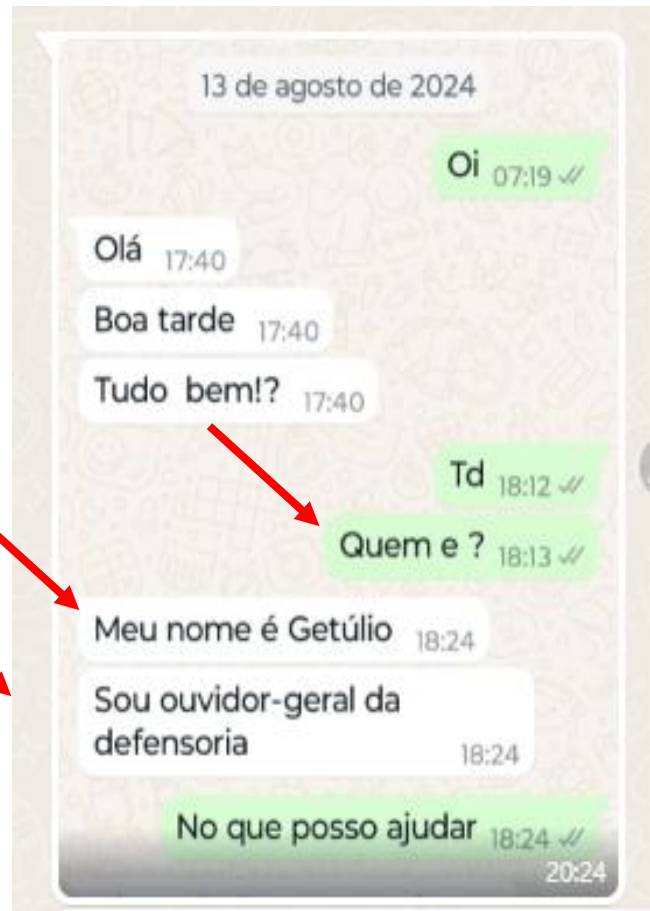 13 de agosto de 2024
Oi 07:19
Olá 17:40
Boa tarde 17:40
Tudo bem!? 17:40
Td 18:12
Quem e ? 18:13
Meu nome é Getúlio 18:24
Sou ouvidor-geral da
defensoria 18:24
No que posso ajudar 18:24
20:24